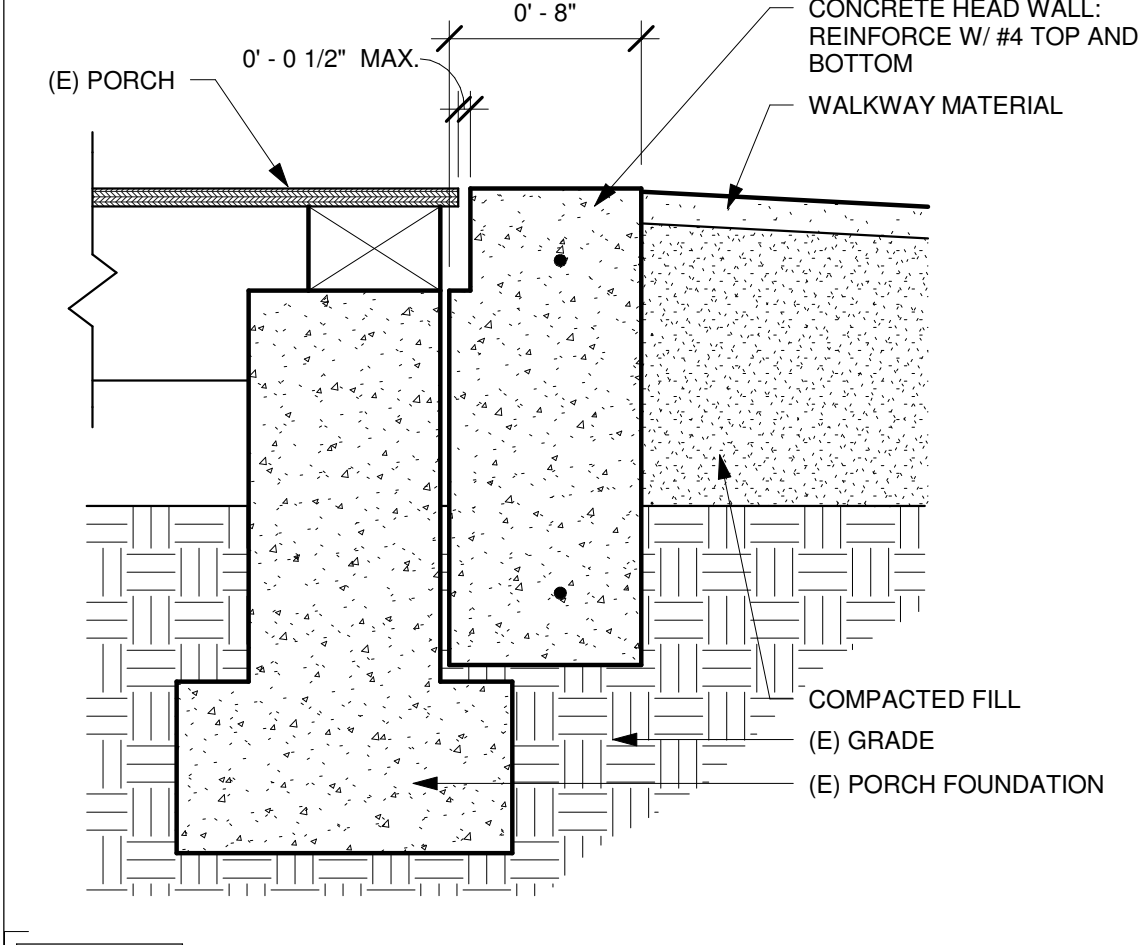 0' - 8"
CONCRETE HEAD WALL:
REINFORCE W/ #4 TOP AND
BOTTOM
0' - 0 1/2" MAX.
(E) PORCH
WALKWAY MATERIAL
COMPACTED FILL
(E) GRADE
(E) PORCH FOUNDATION